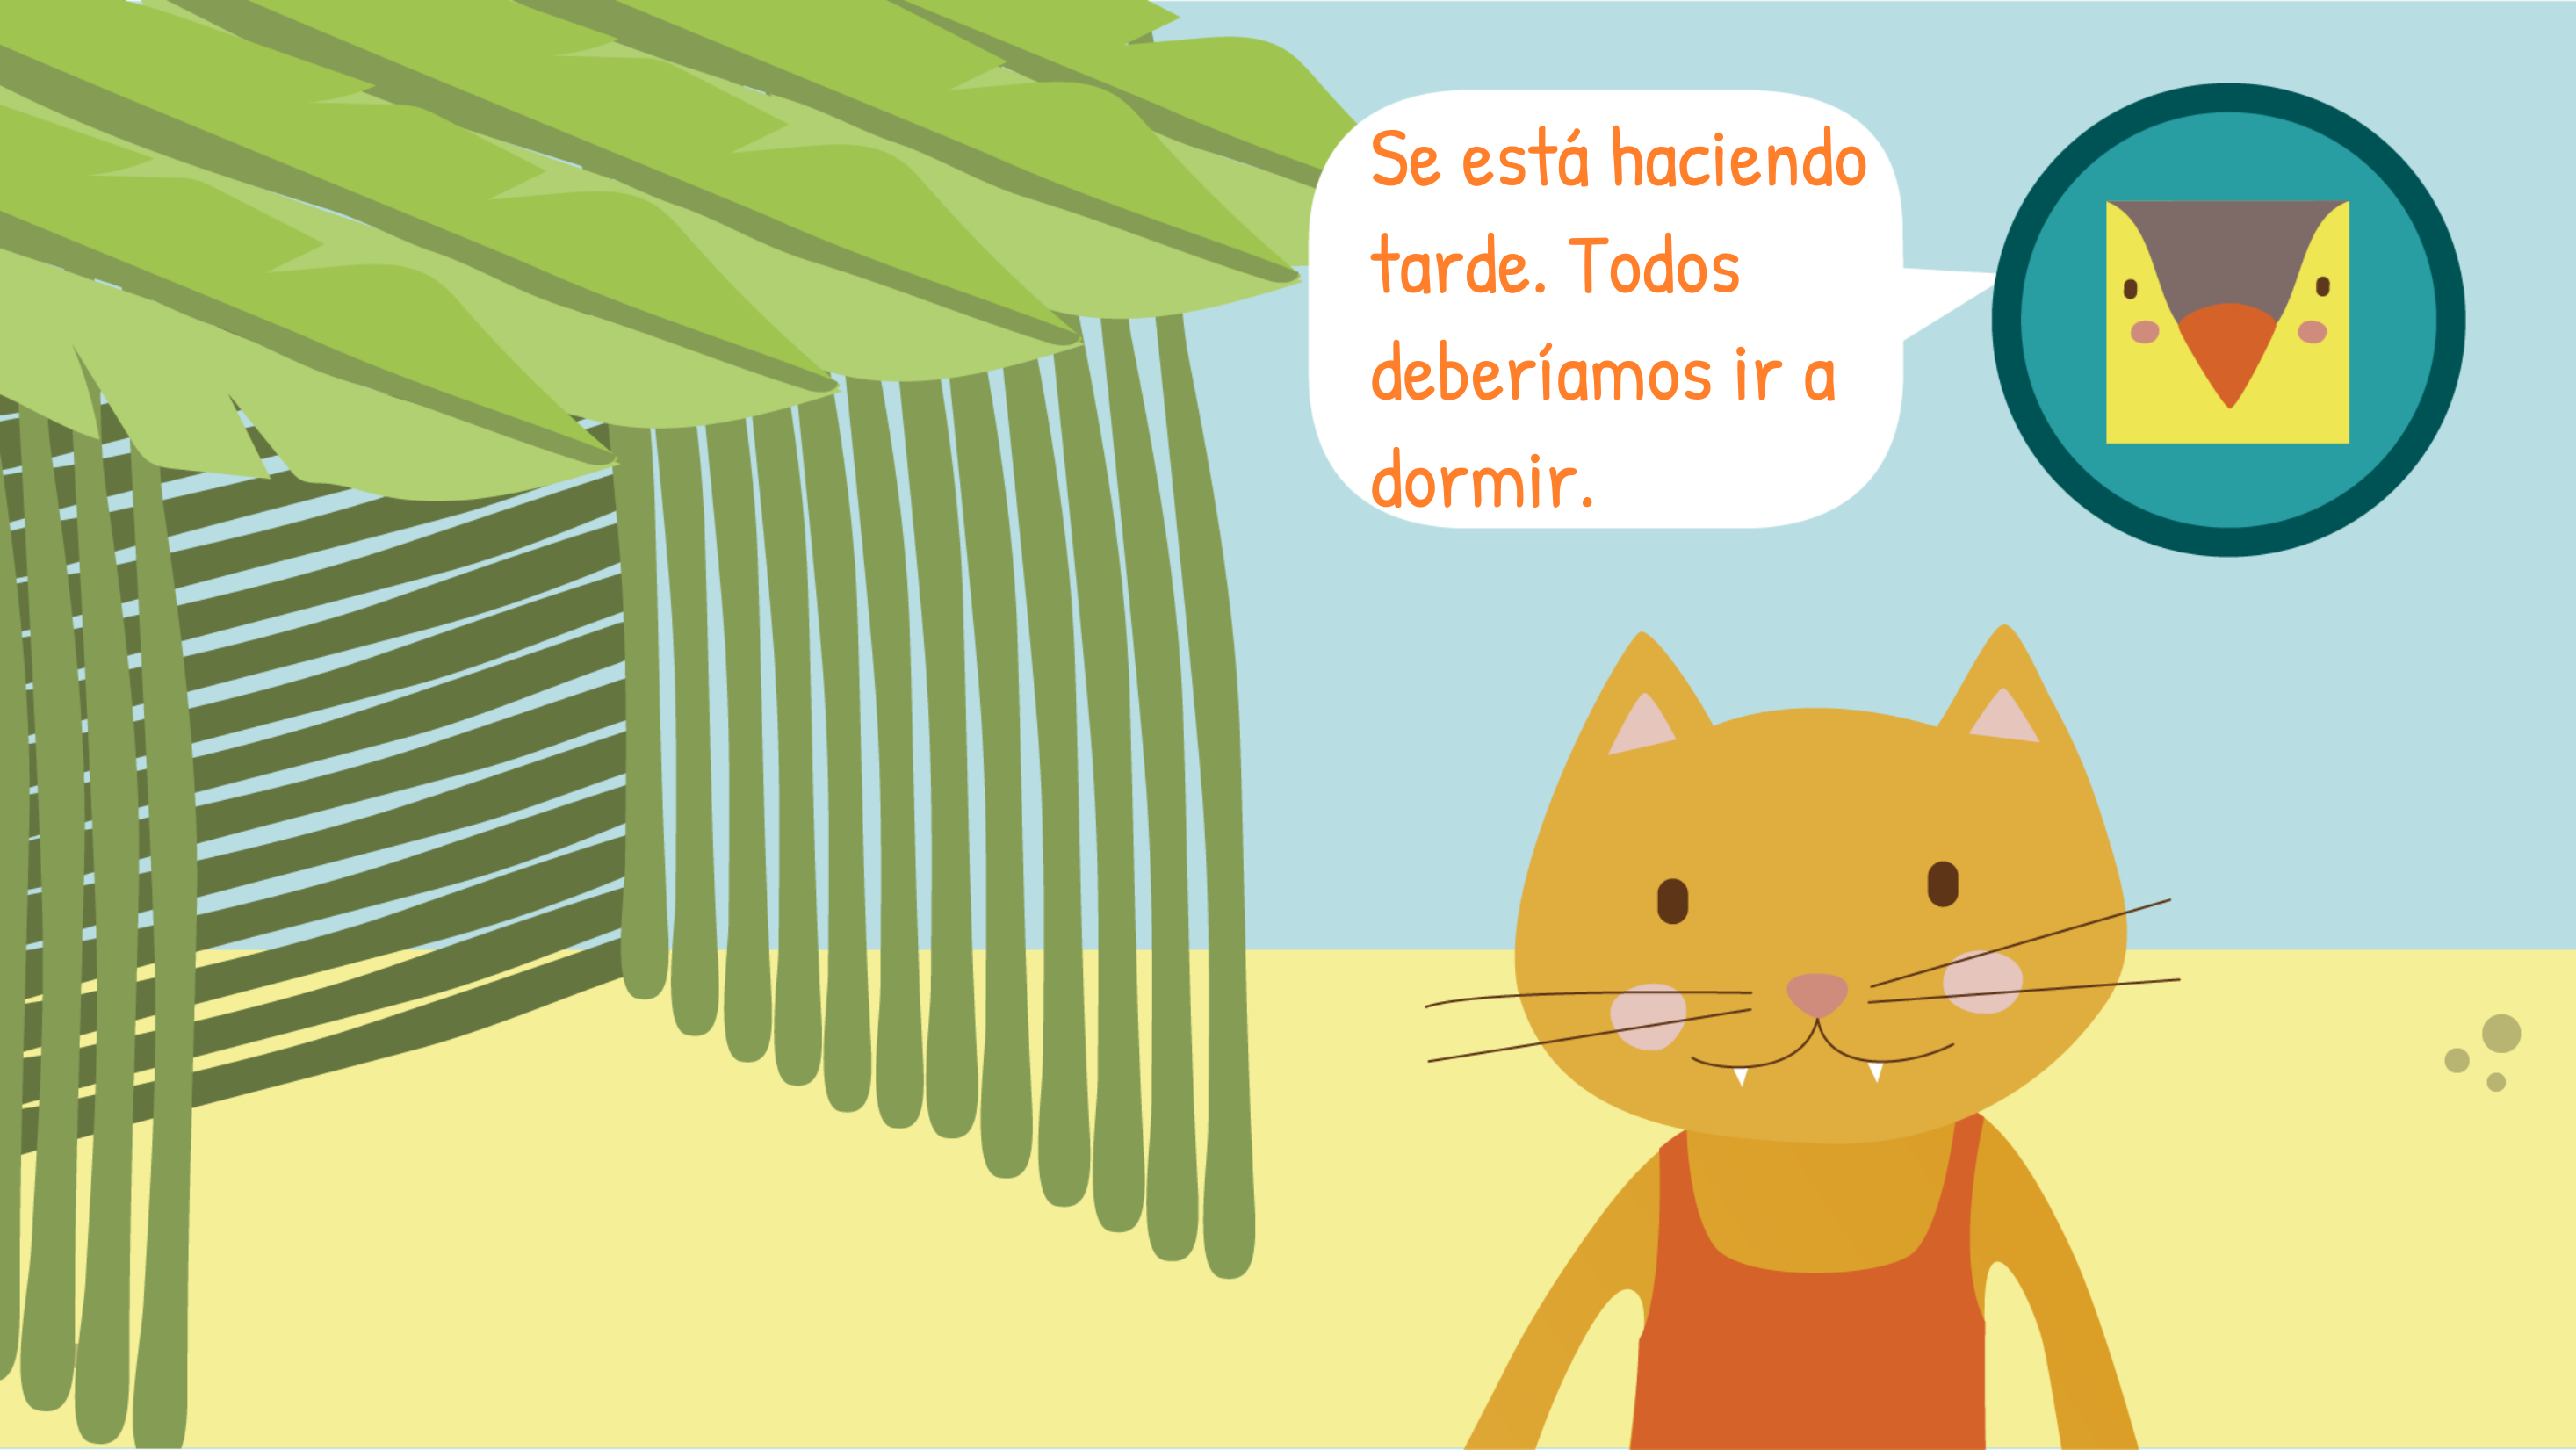 Se está haciendo
tarde. Todos
deberíamos ir a
dormir.